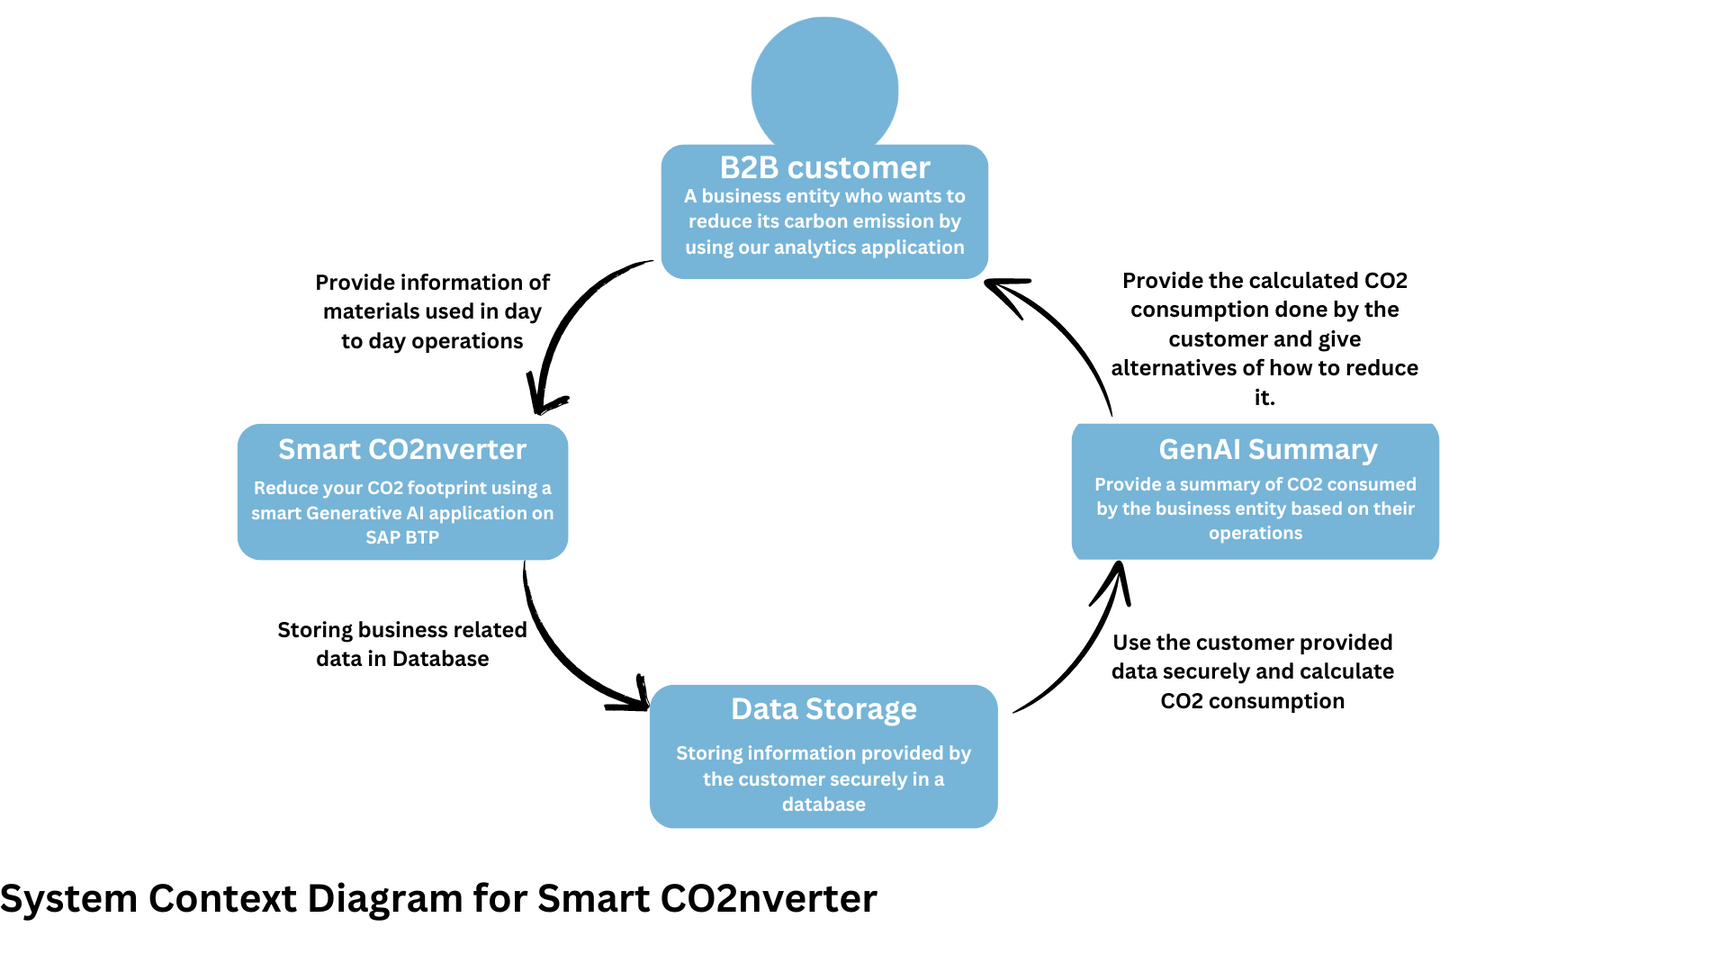 B2B customer
A business entity who wants to
reduce its carbon emission by
using our analytics application
Provide information of
materials used in day
to day operations
Provide the calculated CO2
consumption done by the
customer and give
alternatives of how to reduce
it.
Smart CO2nverter
Reduce your CO2 footprint using a
smart Generative AI application on
SAP BTP
GenAI Summary
Provide a summary of CO2 consumed
by the business entity based on their
operations
Storing business related
data in Database
Use the customer provided
data securely and calculate
CO2 consumption
Data Storage
Storing information provided by
the customer securely in a
database
System Context Diagram for Smart CO2nverter